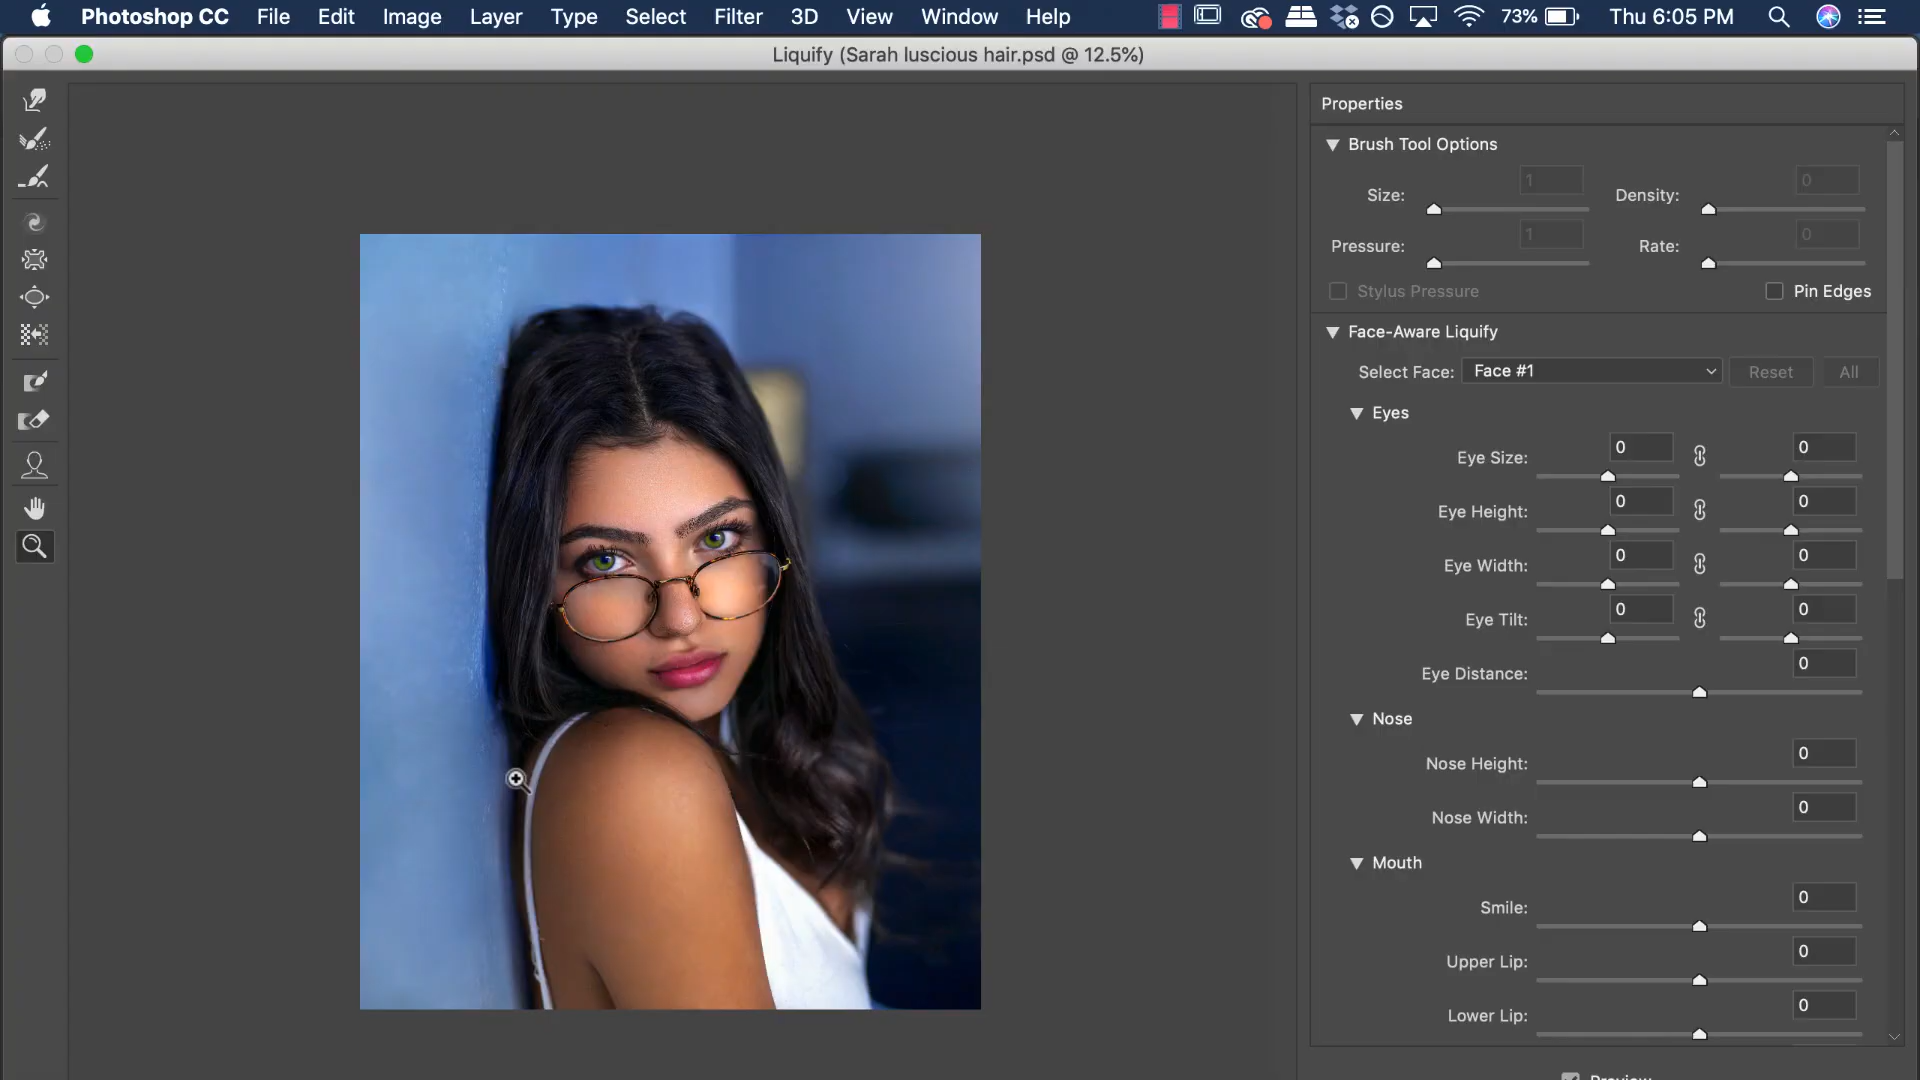 Photoshop CC File Edit Image Layer Type Select Filter 3D View Window Help 73% Thu 6:05 PM
Liquify (Sarah luscious hair.psd @ 12.5%)
Properties
Brush Tool Options
Size: 1 Density: 0
Pressure: 1 Rate: 0
Stylus Pressure Pin Edges
Face-Aware Liquify
Select Face: Face #1 Reset All
Eyes
Eye Size: 0 0
Eye Height: 0 0
Eye Width: 0 0
Eye Tilt: 0 0
Eye Distance: 0
Nose
Nose Height: 0
Nose Width: 0
Mouth
Smile: 0
Upper Lip: 0
Lower Lip: 0
Preview